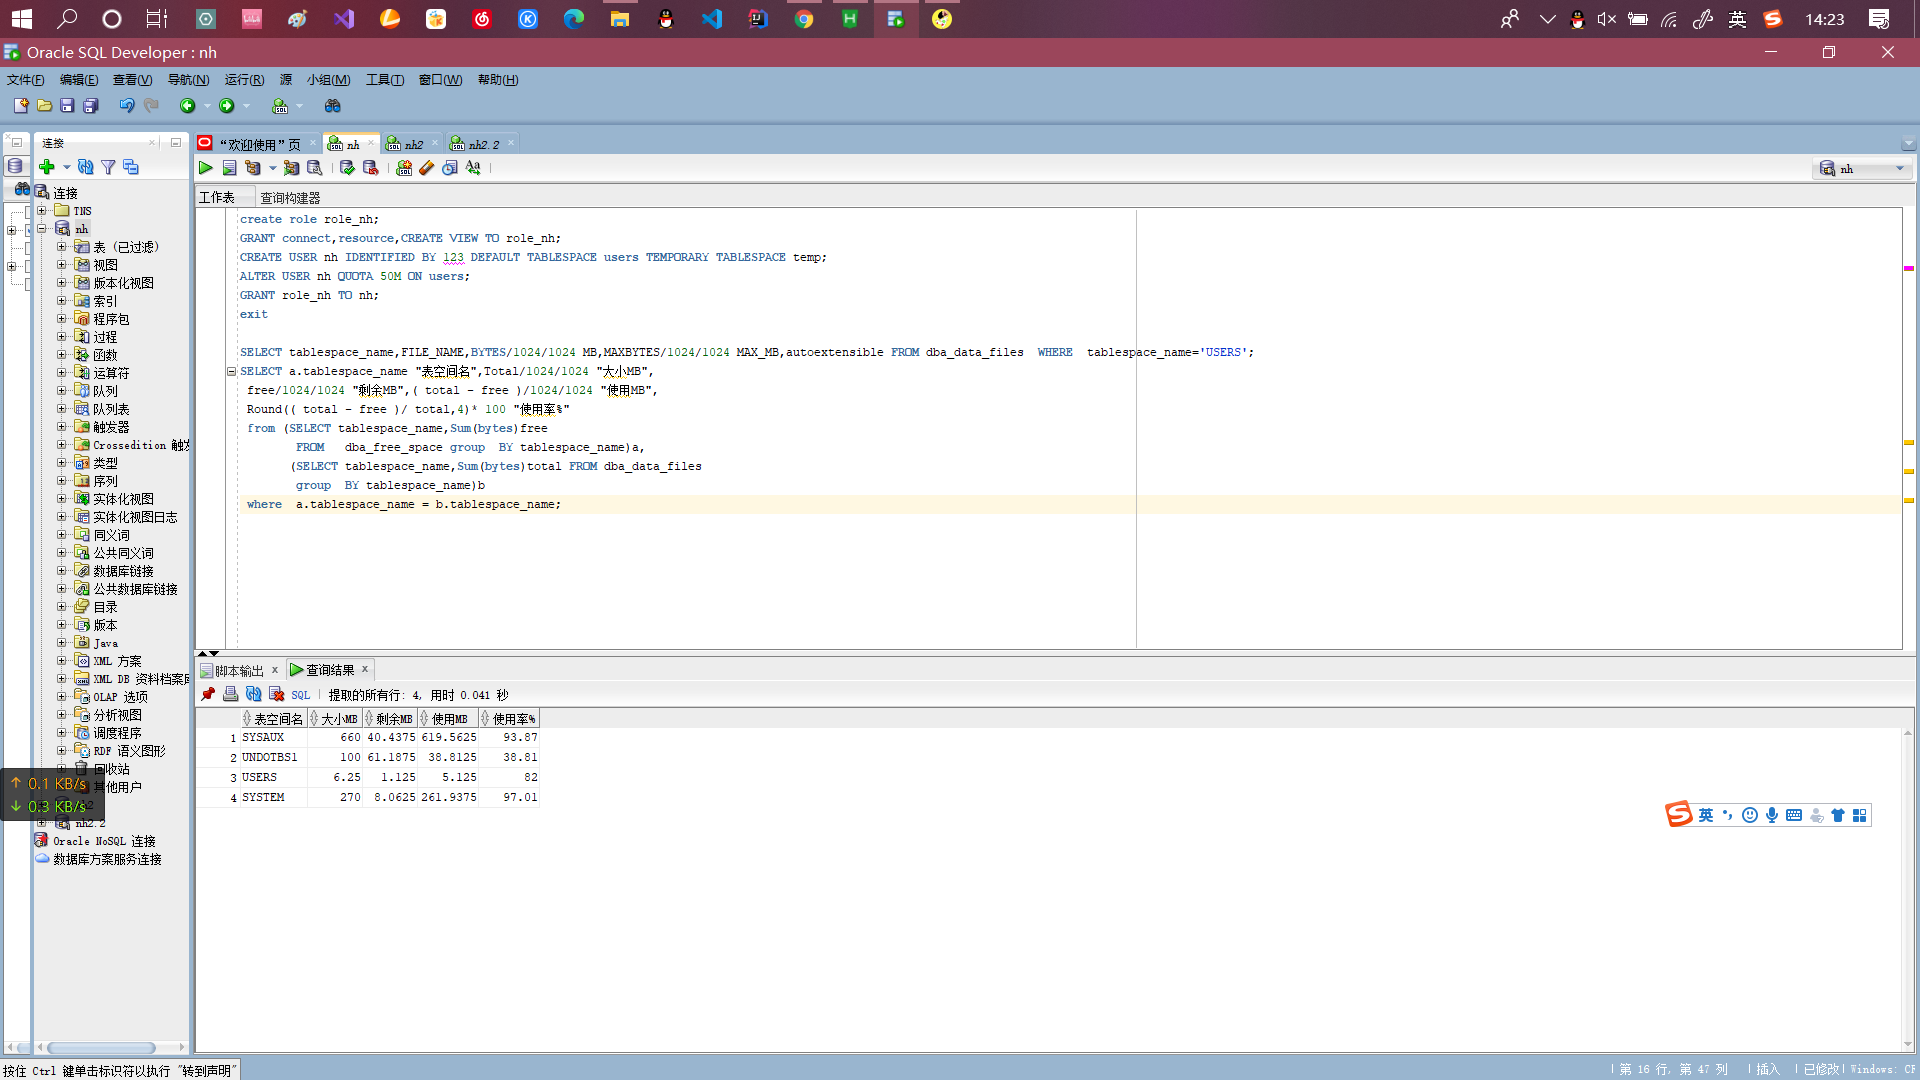 英
14:23
Oracle SQL Developer : nh
文件(F) 编辑(E) 查看(V) 导航(N) 运行(R) 源 小组(M) 工具(T) 窗口(W) 帮助(H)
连接
连接
TNS
nh
表 (已过滤)
视图
版本化视图
索引
程序包
过程
函数
运算符
队列
队列表
触发器
Crossedition 触发
类型
序列
实体化视图
实体化视图日志
同义词
公共同义词
数据库链接
公共数据库链接
目录
版本
Java
XML 方案
XML DB 资料档案库
OLAP 选项
分析视图
调度程序
RDF 语义图形
回收站
其他用户
nh2.2
Oracle NoSQL 连接
数据库方案服务连接
↑ 0.1 KB/s
↓ 0.3 KB/s
“欢迎使用”页 nh nh2 nh2.2
nh
工作表 查询构建器
create role role_nh;
GRANT connect,resource,CREATE VIEW TO role_nh;
CREATE USER nh IDENTIFIED BY 123 DEFAULT TABLESPACE users TEMPORARY TABLESPACE temp;
ALTER USER nh QUOTA 50M ON users;
GRANT role_nh TO nh;
exit
SELECT tablespace_name,FILE_NAME,BYTES/1024/1024 MB,MAXBYTES/1024/1024 MAX_MB,autoextensible FROM dba_data_files  WHERE  tablespace_name='USERS';
SELECT a.tablespace_name "表空间名",Total/1024/1024 "大小MB",
free/1024/1024 "剩余MB",( total - free )/1024/1024 "使用MB",
Round(( total - free )/ total,4)* 100 "使用率%"
from (SELECT tablespace_name,Sum(bytes)free
FROM   dba_free_space group  BY tablespace_name)a,
(SELECT tablespace_name,Sum(bytes)total FROM dba_data_files
group  BY tablespace_name)b
where  a.tablespace_name = b.tablespace_name;
脚本输出 查询结果
SQL 提取的所有行: 4, 用时 0.041 秒
表空间名 大小MB 剩余MB 使用MB 使用率%
1 SYSAUX 660 40.4375 619.5625 93.87
2 UNDOTBS1 100 61.1875 38.8125 38.81
3 USERS 6.25 1.125 5.125 82
4 SYSTEM 270 8.0625 261.9375 97.01
英
按住 Ctrl 键单击标识符以执行 "转到声明"
第 16 行, 第 47 列 插入 已修改 Windows: CF